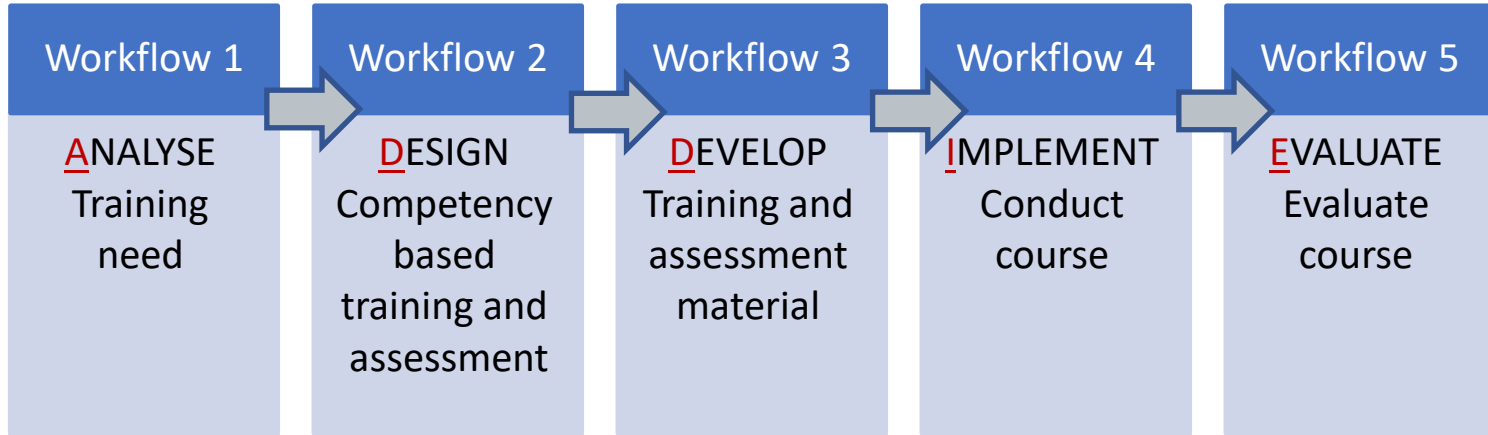 Workflow 1
ANALYSE
Training
need
Workflow 2
DESIGN
Competency
based
training and
assessment
Workflow 3
DEVELOP
Training and
assessment
material
Workflow 4
IMPLEMENT
Conduct
course
Workflow 5
EVALUATE
Evaluate
course